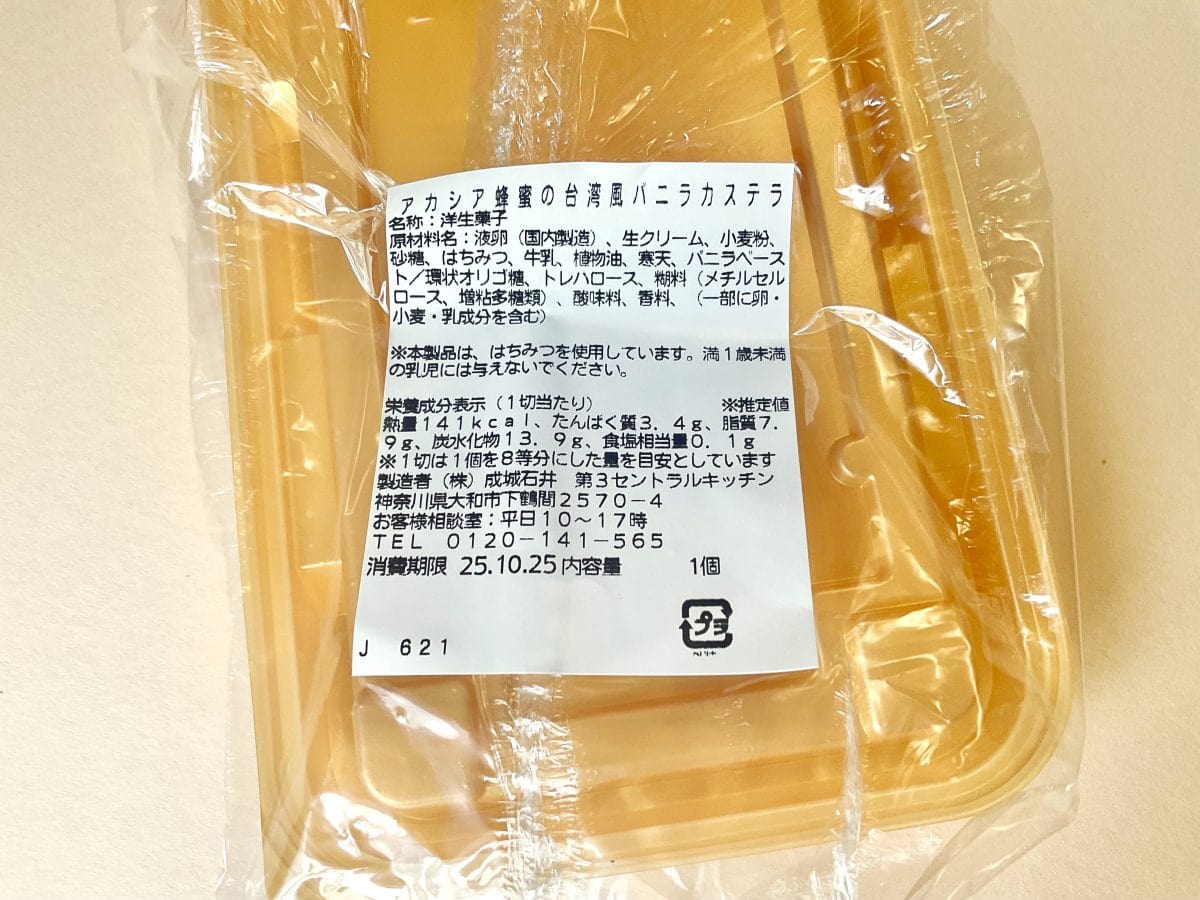 アカシア蜂蜜の台湾風バニラカステラ
名称：洋生菓子
原材料名：液卵（国内製造）、生クリーム、小麦粉、
砂糖、はちみつ、牛乳、植物油、寒天、バニラペース
ト／環状オリゴ糖、トレハロース、糊料（メチルセル
ロース、増粘多糖類）、酸味料、香料、（一部に卵・
小麦・乳成分を含む）
※本製品は、はちみつを使用しています。満１歳未満
の乳児には与えないでください。
栄養成分表示（１切当たり） ※推定値
熱量１４１ｋｃａｌ、たんぱく質３．４ｇ、脂質７．
９ｇ、炭水化物１３．９ｇ、食塩相当量０．１ｇ
※１切は１個を８等分にした量を目安としています
製造者（株）成城石井　第３セントラルキッチン
神奈川県大和市下鶴間２５７０－４
お客様相談室：平日１０～１７時
ＴＥＬ　０１２０－１４１－５６５
消費期限 25.10.25 内容量 1個
プラ
J 621